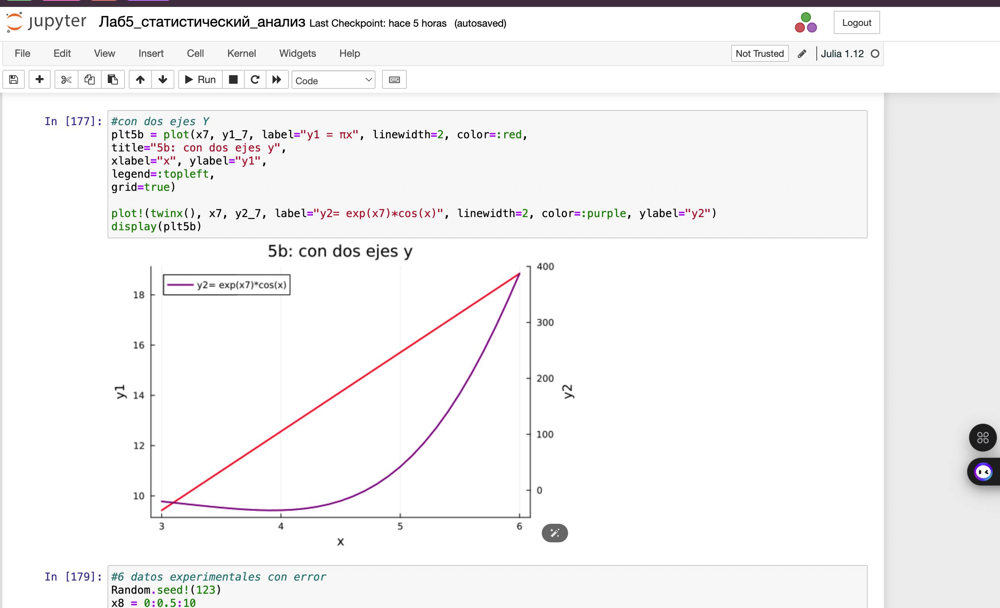 jupyter Лаб5_статистический_анализ Last Checkpoint: hace 5 horas (autosaved)
Logout
File Edit View Insert Cell Kernel Widgets Help
Not Trusted Julia 1.12
Run Code
In [177]:
#con dos ejes Y
plt5b = plot(x7, y1_7, label="y1 = πx", linewidth=2, color=:red,
title="5b: con dos ejes y",
xlabel="x", ylabel="y1",
legend=:topleft,
grid=true)
plot!(twinx(), x7, y2_7, label="y2= exp(x7)*cos(x)", linewidth=2, color=:purple, ylabel="y2")
display(plt5b)
5b: con dos ejes y
y2= exp(x7)*cos(x)
18
16
14
12
10
y1
400
300
200
100
0
y2
3 4 5 6
x
In [179]:
#6 datos experimentales con error
Random.seed!(123)
x8 = 0:0.5:10